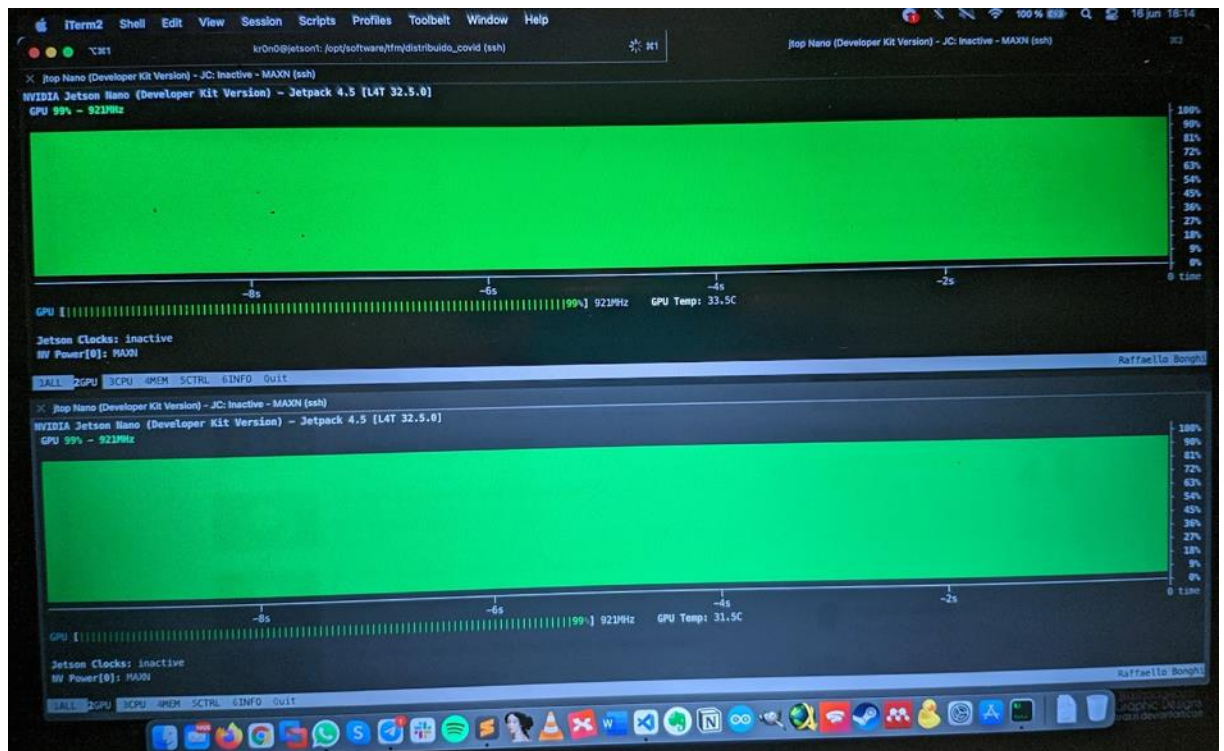 iTerm2 Shell Edit View Session Scripts Profiles Toolbelt Window Help 100 % 16 jun 18:14
⌥⌘1 kr0n0@jetson1: /opt/software/tfm/distribuido_covid (ssh) ⌘1 jtop Nano (Developer Kit Version) – JC: Inactive – MAXN (ssh) ⌘2
jtop Nano (Developer Kit Version) – JC: Inactive – MAXN (ssh)
NVIDIA Jetson Nano (Developer Kit Version) – Jetpack 4.5 [L4T 32.5.0]
GPU 99% – 921MHz
100%
90%
81%
72%
63%
54%
45%
36%
27%
18%
9%
0%
-8s -6s -4s -2s 0 time
GPU [99%] 921MHz GPU Temp: 33.5C
Jetson Clocks: inactive
NV Power[0]: MAXN
1ALL 2GPU 3CPU 4MEM 5CTRL 6INFO Quit Raffaello Bonghi
jtop Nano (Developer Kit Version) – JC: Inactive – MAXN (ssh)
NVIDIA Jetson Nano (Developer Kit Version) – Jetpack 4.5 [L4T 32.5.0]
GPU 99% – 921MHz
100%
90%
81%
72%
63%
54%
45%
36%
27%
18%
9%
0%
-8s -6s -4s -2s 0 time
GPU [99%] 921MHz GPU Temp: 31.5C
Jetson Clocks: inactive
NV Power[0]: MAXN
1ALL 2GPU 3CPU 4MEM 5CTRL 6INFO Quit Raffaello Bonghi
Graphic Designs